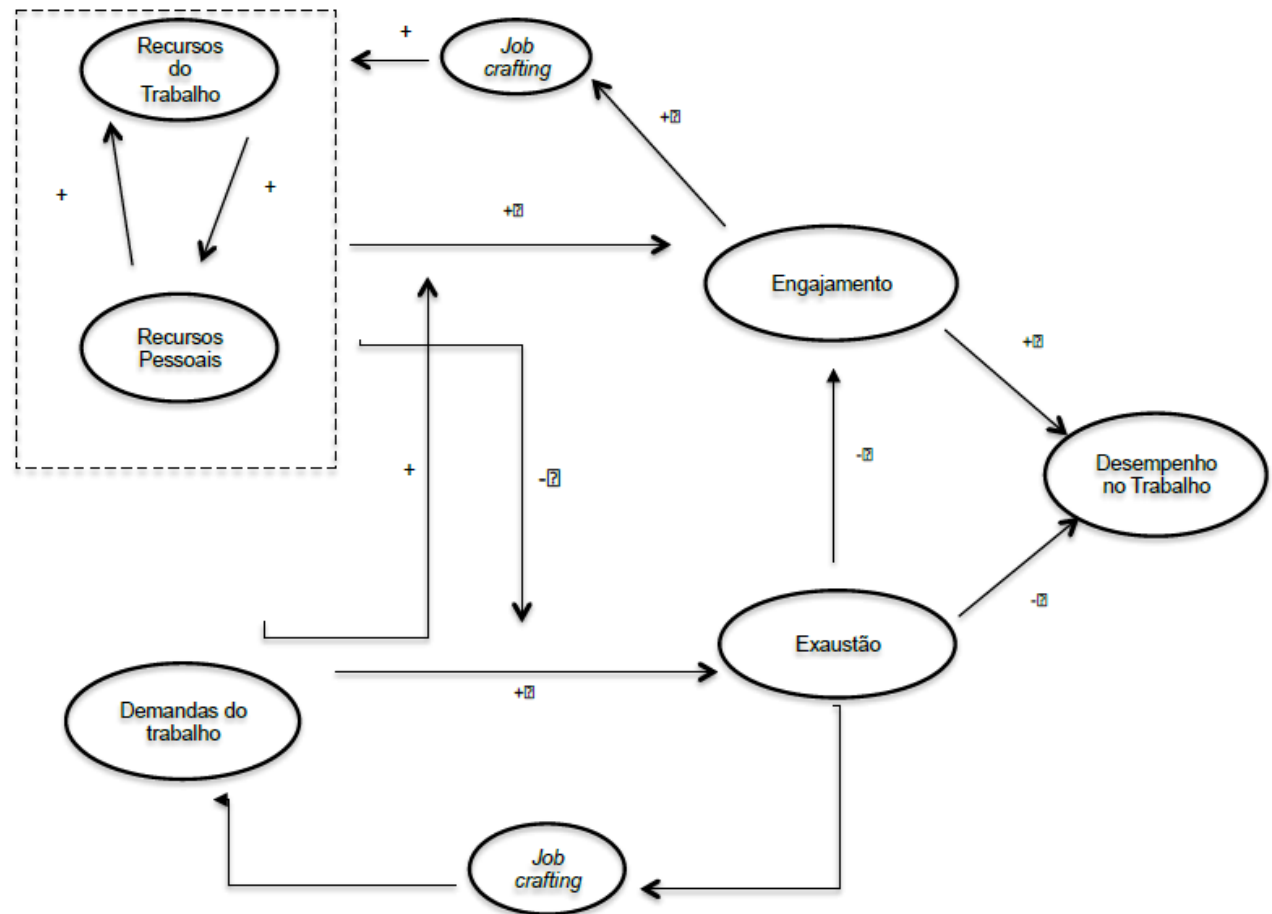 Recursos
do
Trabalho
+
Job
crafting
+�
+
+
+�
Engajamento
Recursos
Pessoais
+�
+
-�
-�
Desempenho
no Trabalho
-�
Exaustão
+�
Demandas do
trabalho
Job
crafting